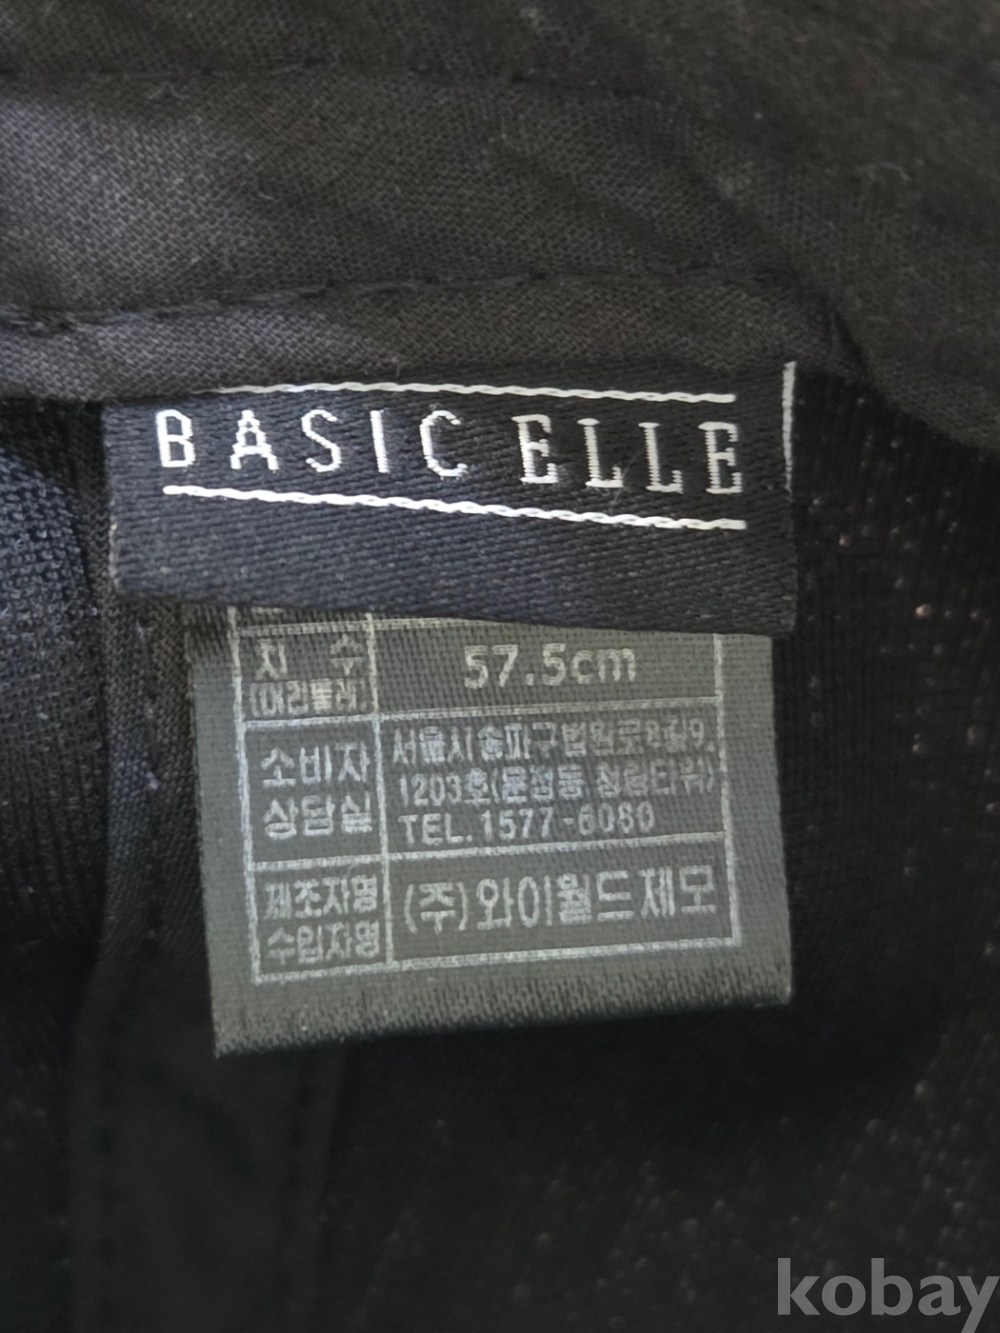 BASIC ELLE
치 수 57.5cm
(머리둘레)
소비자
상담실
서울시송파구법원로8길9,
1203호(문정동 청림타워)
TEL.1577-6080
제조자명
수입자명
(주)와이월드제모
kobay